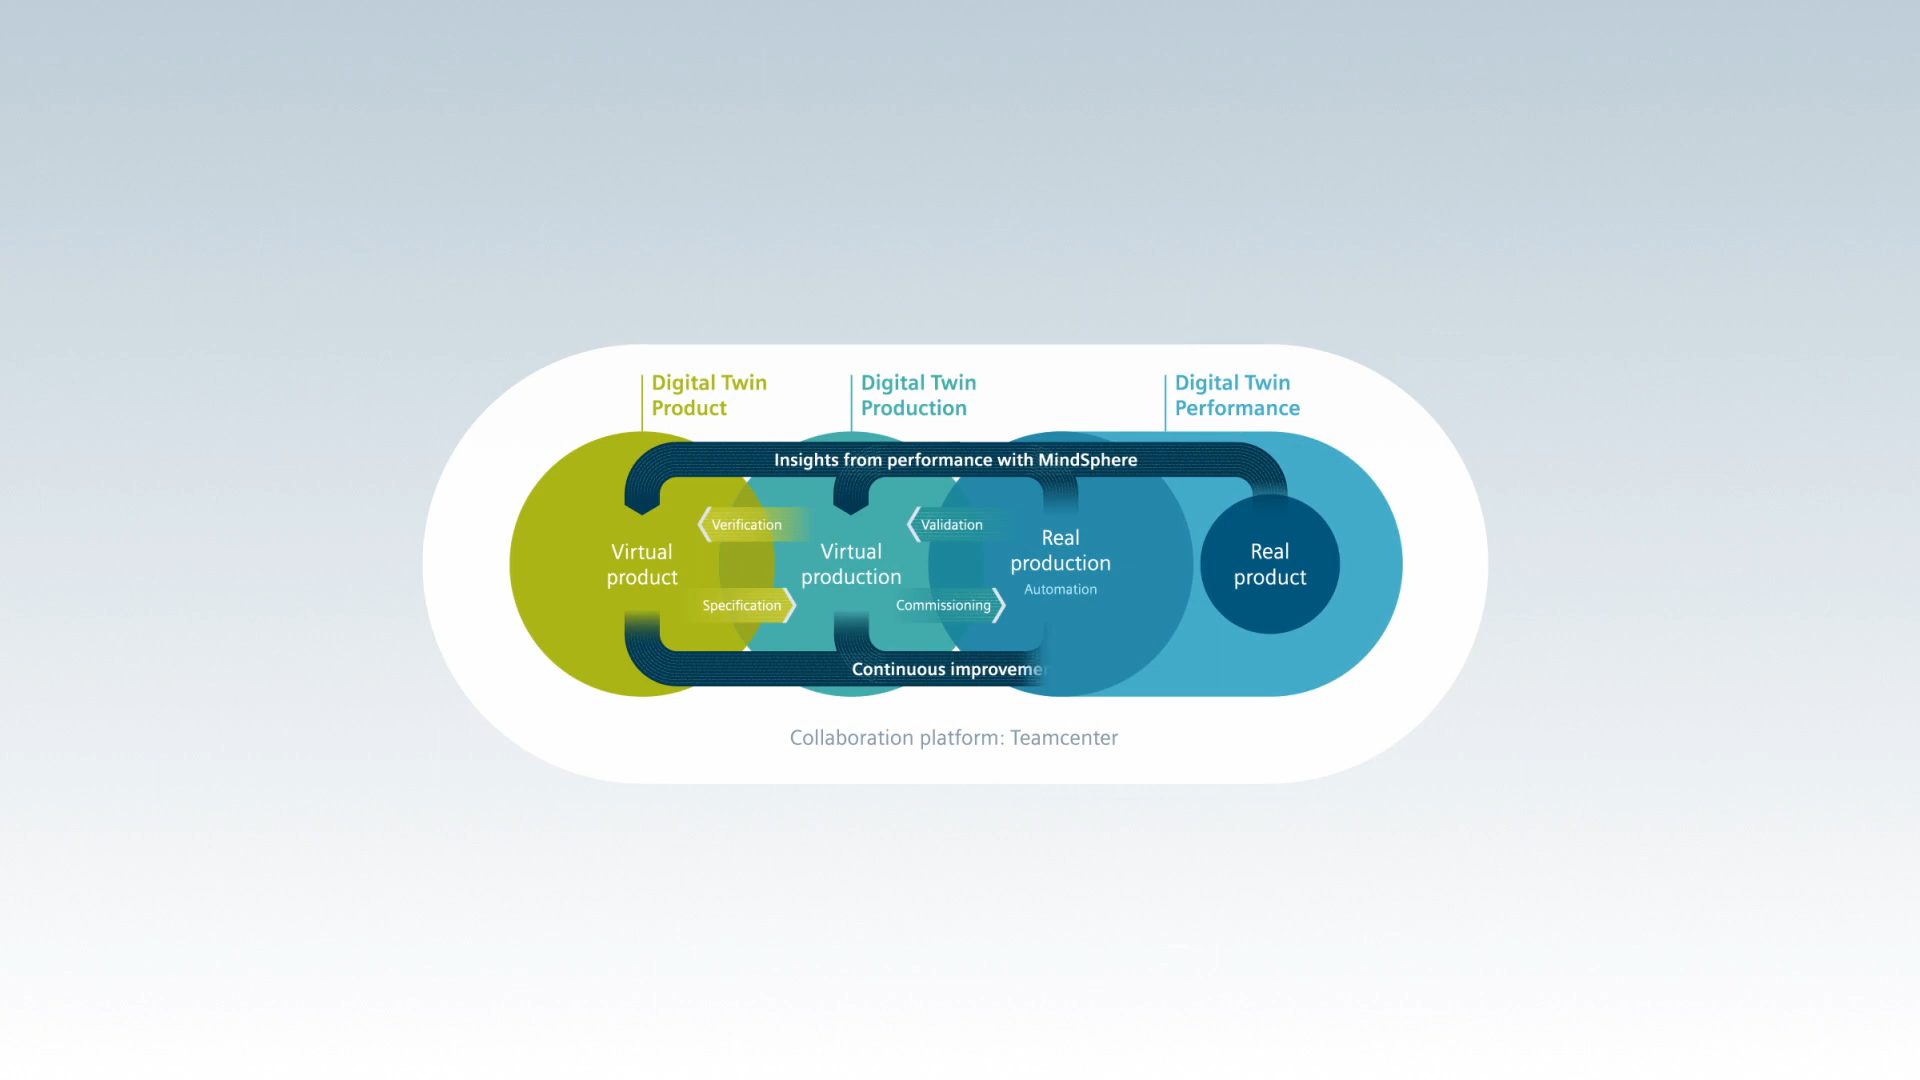 Digital Twin
Product
Digital Twin
Production
Digital Twin
Performance
Insights from performance with MindSphere
Verification
Validation
Virtual
product
Virtual
production
Real
production
Automation
Real
product
Specification
Commissioning
Continuous improveme
Collaboration platform: Teamcenter